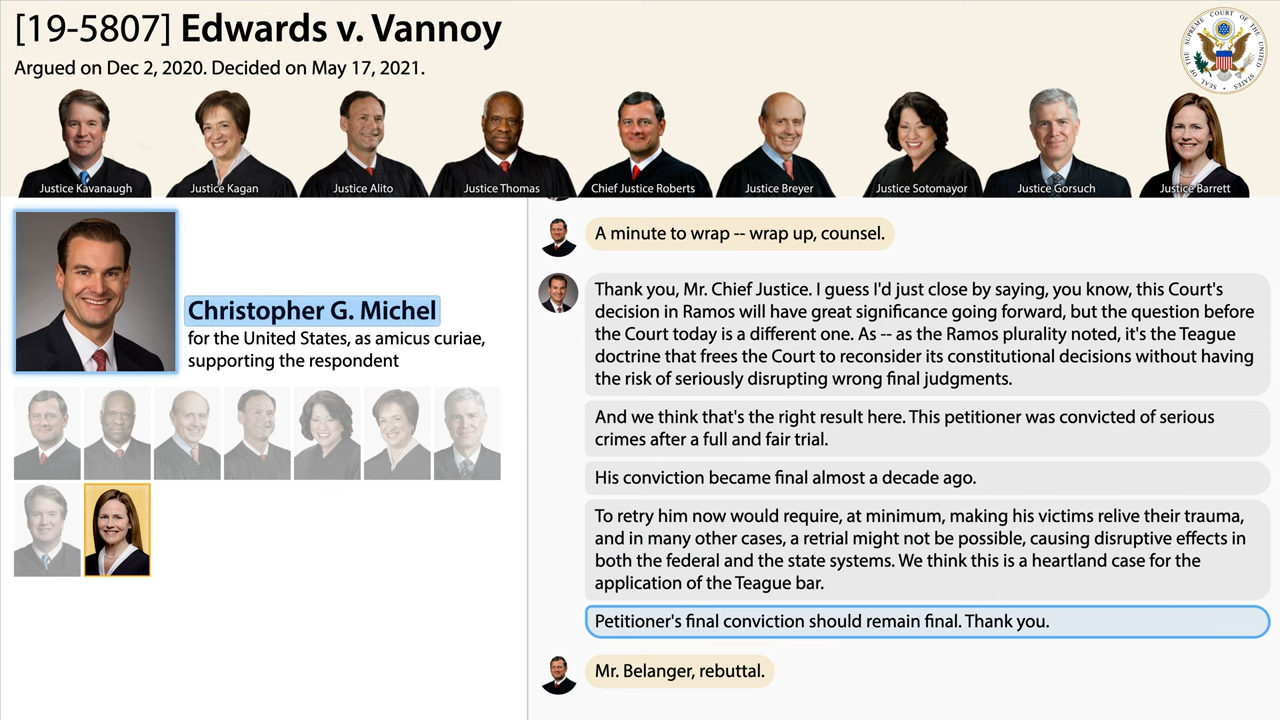 [19-5807] Edwards v. Vannoy
Argued on Dec 2, 2020. Decided on May 17, 2021.
SEAL OF THE SUPREME COURT OF THE UNITED STATES
Justice Kavanaugh
Justice Kagan
Justice Alito
Justice Thomas
Chief Justice Roberts
Justice Breyer
Justice Sotomayor
Justice Gorsuch
Justice Barrett
Christopher G. Michel
for the United States, as amicus curiae,
supporting the respondent
A minute to wrap -- wrap up, counsel.
Thank you, Mr. Chief Justice. I guess I'd just close by saying, you know, this Court's
decision in Ramos will have great significance going forward, but the question before
the Court today is a different one. As -- as the Ramos plurality noted, it's the Teague
doctrine that frees the Court to reconsider its constitutional decisions without having
the risk of seriously disrupting wrong final judgments.
And we think that's the right result here. This petitioner was convicted of serious
crimes after a full and fair trial.
His conviction became final almost a decade ago.
To retry him now would require, at minimum, making his victims relive their trauma,
and in many other cases, a retrial might not be possible, causing disruptive effects in
both the federal and the state systems. We think this is a heartland case for the
application of the Teague bar.
Petitioner's final conviction should remain final. Thank you.
Mr. Belanger, rebuttal.